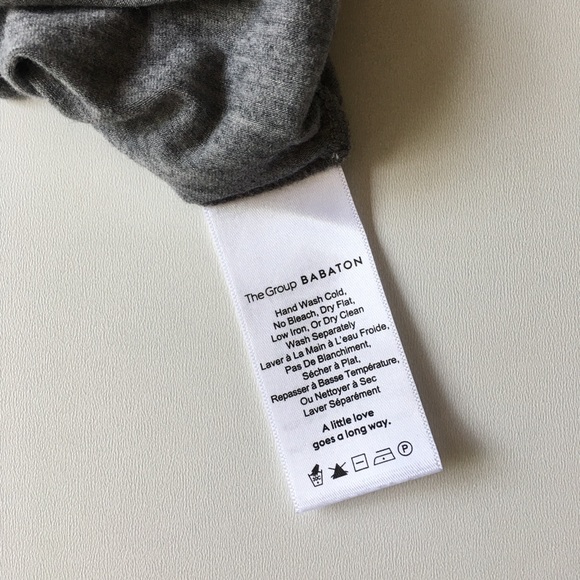 The Group BABATON
Hand Wash Cold,
No Bleach, Dry Flat,
Low Iron, Or Dry Clean
Wash Separately
Laver à La Main à L'eau Froide,
Pas De Blanchiment,
Sécher à Plat,
Repasser à Basse Température,
Ou Nettoyer à Sec
Laver Séparément
A little love
goes a long way.
30C
P